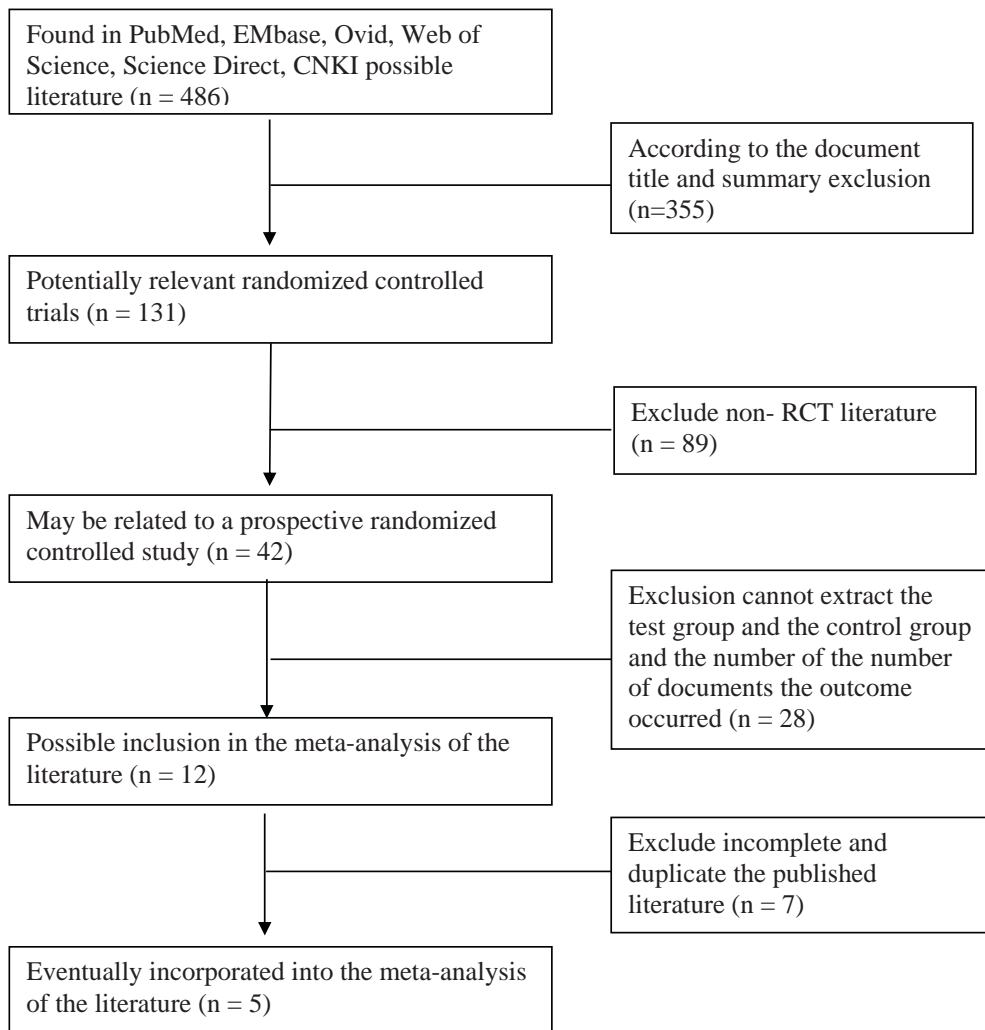 Found in PubMed, EMbase, Ovid, Web of
Science, Science Direct, CNKI possible
literature (n = 486)
According to the document
title and summary exclusion
(n=355)
Potentially relevant randomized controlled
trials (n = 131)
Exclude non- RCT literature
(n = 89)
May be related to a prospective randomized
controlled study (n = 42)
Exclusion cannot extract the
test group and the control group
and the number of the number
of documents the outcome
occurred (n = 28)
Possible inclusion in the meta-analysis of the
literature (n = 12)
Exclude incomplete and
duplicate the published
literature (n = 7)
Eventually incorporated into the meta-analysis
of the literature (n = 5)